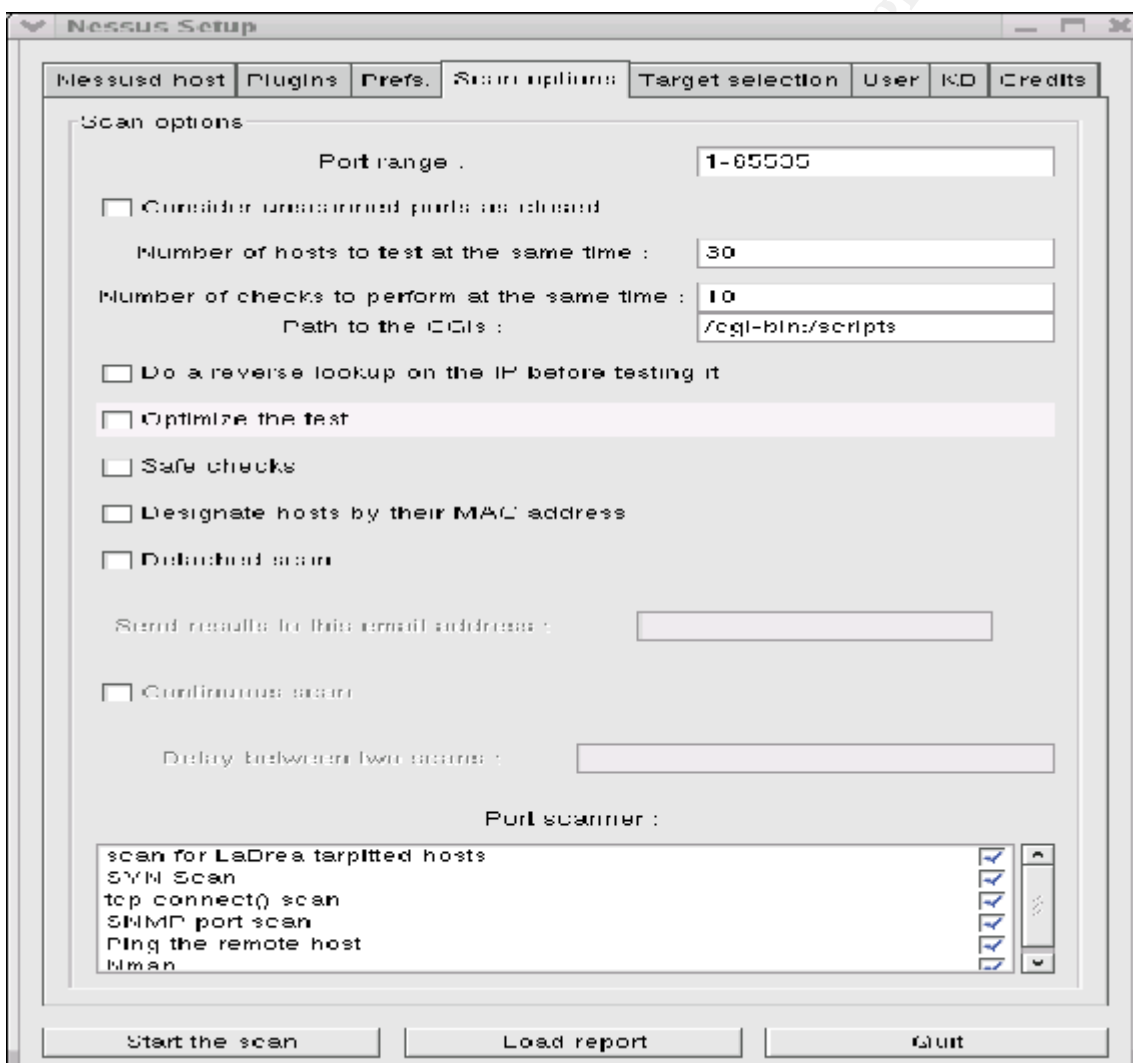 Nessus Setup
Nessusd host Plugins Prefs. Scan options Target selection User KB Credits
Scan options
Port range : 1-65535
Consider unscanned ports as closed
Number of hosts to test at the same time : 30
Number of checks to perform at the same time : 10
Path to the CGIs : /cgi-bin:/scripts
Do a reverse lookup on the IP before testing it
Optimize the test
Safe checks
Designate hosts by their MAC address
Detached scan
Send results to this email address :
Continuous scan
Delay between two scans :
Port scanner :
scan for LaBrea tarpitted hosts
SYN Scan
tcp connect() scan
SNMP port scan
Ping the remote host
Nmap
Start the scan Load report Quit